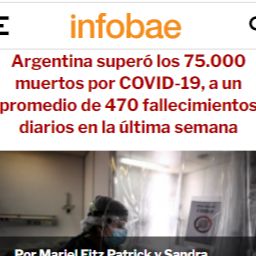 infobae
Argentina superó los 75.000
muertos por COVID-19, a un
promedio de 470 fallecimientos
diarios en la última semana
Por Mariel Fitz Patrick y Sandra